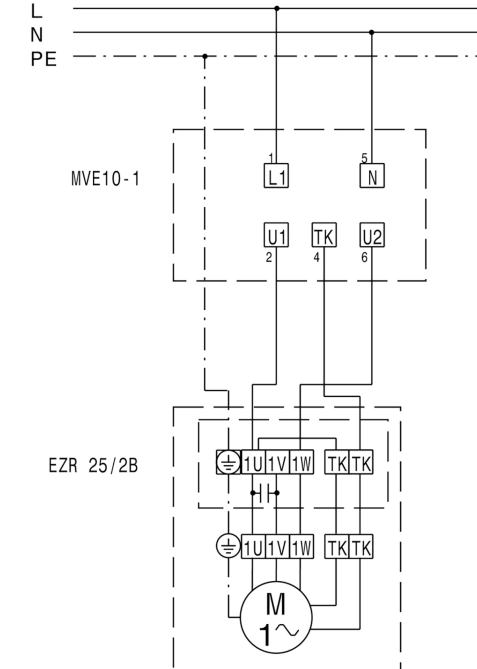 L
N
PE
MVE10-1
1 5
L1 N
U1 TK U2
2 4 6
EZR 25/2B
1U 1V 1W TK TK
1U 1V 1W TK TK
M
1~